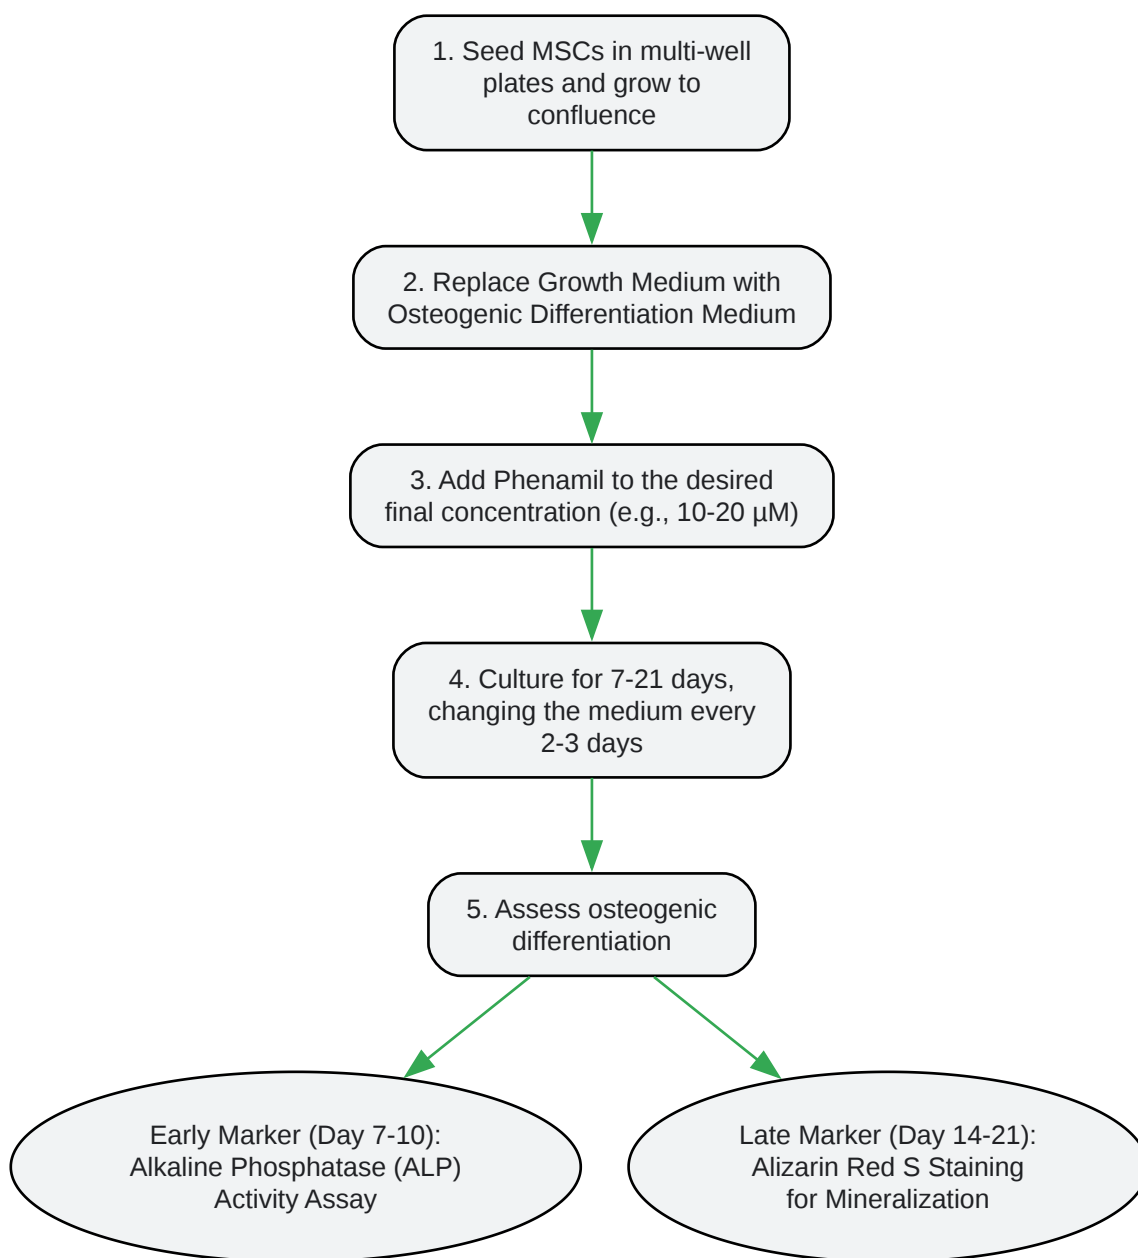 1. Seed MSCs in multi-well
plates and grow to
confluence
2. Replace Growth Medium with
Osteogenic Differentiation Medium
3. Add Phenamil to the desired
final concentration (e.g., 10-20 µM)
4. Culture for 7-21 days,
changing the medium every
2-3 days
5. Assess osteogenic
differentiation
Early Marker (Day 7-10):
Alkaline Phosphatase (ALP)
Activity Assay
Late Marker (Day 14-21):
Alizarin Red S Staining
for Mineralization